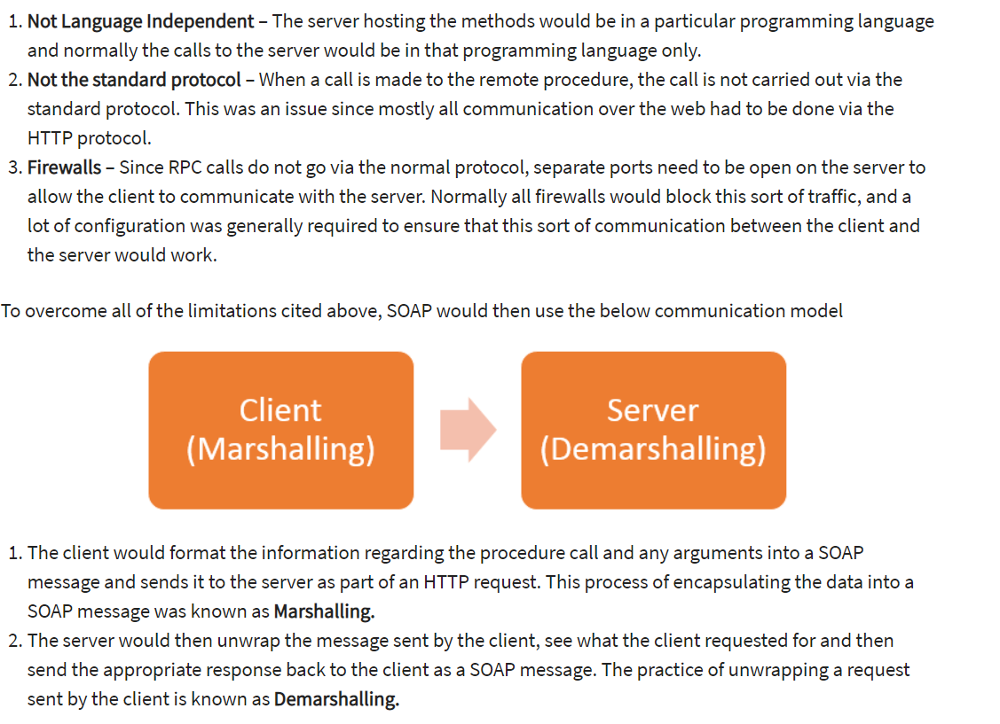 1. Not Language Independent – The server hosting the methods would be in a particular programming language
and normally the calls to the server would be in that programming language only.
2. Not the standard protocol – When a call is made to the remote procedure, the call is not carried out via the
standard protocol. This was an issue since mostly all communication over the web had to be done via the
HTTP protocol.
3. Firewalls – Since RPC calls do not go via the normal protocol, separate ports need to be open on the server to
allow the client to communicate with the server. Normally all firewalls would block this sort of traffic, and a
lot of configuration was generally required to ensure that this sort of communication between the client and
the server would work.
To overcome all of the limitations cited above, SOAP would then use the below communication model
Client
(Marshalling)
Server
(Demarshalling)
1. The client would format the information regarding the procedure call and any arguments into a SOAP
message and sends it to the server as part of an HTTP request. This process of encapsulating the data into a
SOAP message was known as Marshalling.
2. The server would then unwrap the message sent by the client, see what the client requested for and then
send the appropriate response back to the client as a SOAP message. The practice of unwrapping a request
sent by the client is known as Demarshalling.